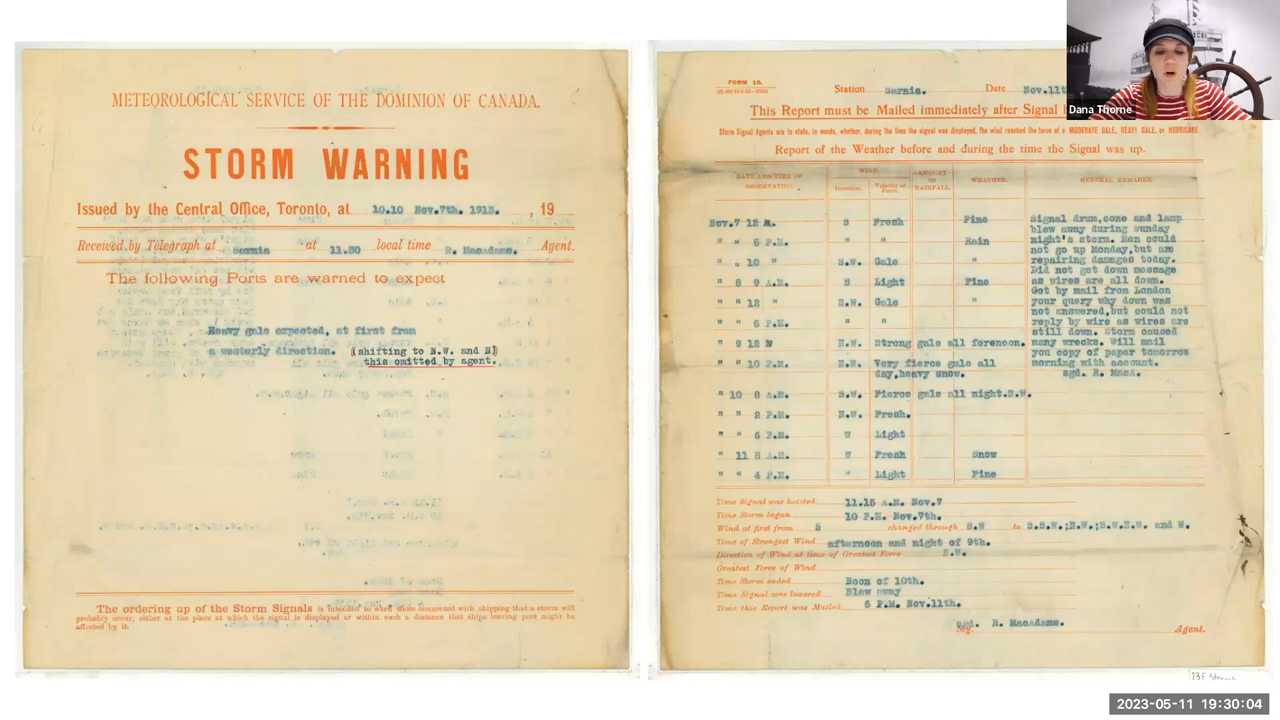 METEOROLOGICAL SERVICE OF THE DOMINION OF CANADA.
STORM WARNING
Issued by the Central Office, Toronto, at 10.10 Nov.7th. 1913. , 19
Received by Telegraph at Sarnia at 11.50 local time R. MacAdams. Agent.
The following Ports are warned to expect
Heavy gale expected, at first from
a westerly direction. (shifting to N.W. and N)
this omitted by agent.
The ordering up of the Storm Signals is intended to warn those connected with shipping that a storm will
probably occur, either at the place at which the signal is displayed or within such a distance that ships leaving port might be
affected by it.
FORM 10.
Station Sarnia. Date Nov.11t
This Report must be Mailed immediately after Signal
Storm Signal Agents are to state, in words, whether, during the time the signal was displayed, the wind reached the force of a MODERATE GALE, HEAVY GALE, or HURRICANE.
Report of the Weather before and during the time the Signal was up.
DATE AND TIME OF OBSERVATION. WIND. Direction. Velocity or Force. AMOUNT OF RAINFALL. WEATHER. GENERAL REMARKS.
Nov.7 12 M. S Fresh Fine
" " 6 P.M. " " Rain
" " 10 " S.W. Gale "
" 8 9 A.M. S Light Fine
" " 12 " N.W. Gale "
" " 6 P.M. " "
" 9 12 N N.W. Strong gale all forenoon.
" " 10 P.M. N.W. Very fierce gale all
day,heavy snow.
" 10 8 A.M. N.W. Fierce gale all night.N.W.
" " 2 P.M. N.W. Fresh.
" " 6 P.M. W Light
" 11 8 A.M. W Fresh Snow
" " 4 P.M. " Light Fine
Signal drum,cone and lamp
blew away during sunday
night's storm. Men could
not go up Monday,but are
repairing damages today.
Did not get down message
as wires are all down.
Got by mail from London
your query why down was
not answered,but could not
reply by wire as wires are
still down. Storm caused
many wrecks. Will mail
you copy of paper tomorrow
morning with account.
sgd. R. MacA.
Time Signal was hoisted 11.15 A.M. Nov.7
Time Storm began 10 P.M. Nov.7th.
Wind at first from S changed through S.W to
Time of Strongest Wind afternoon and night of 9th.
Direction of Wind at time of Greatest Force N.W.
Greatest Force of Wind
Time Storm ended Noon of 10th.
Time Signal was lowered Blew away
Time this Report was Mailed 6 P.M. Nov.11th.
sgd. R. MacAdams.
Sig. Agent.
Dana Thorne
2023-05-11 19:30:04